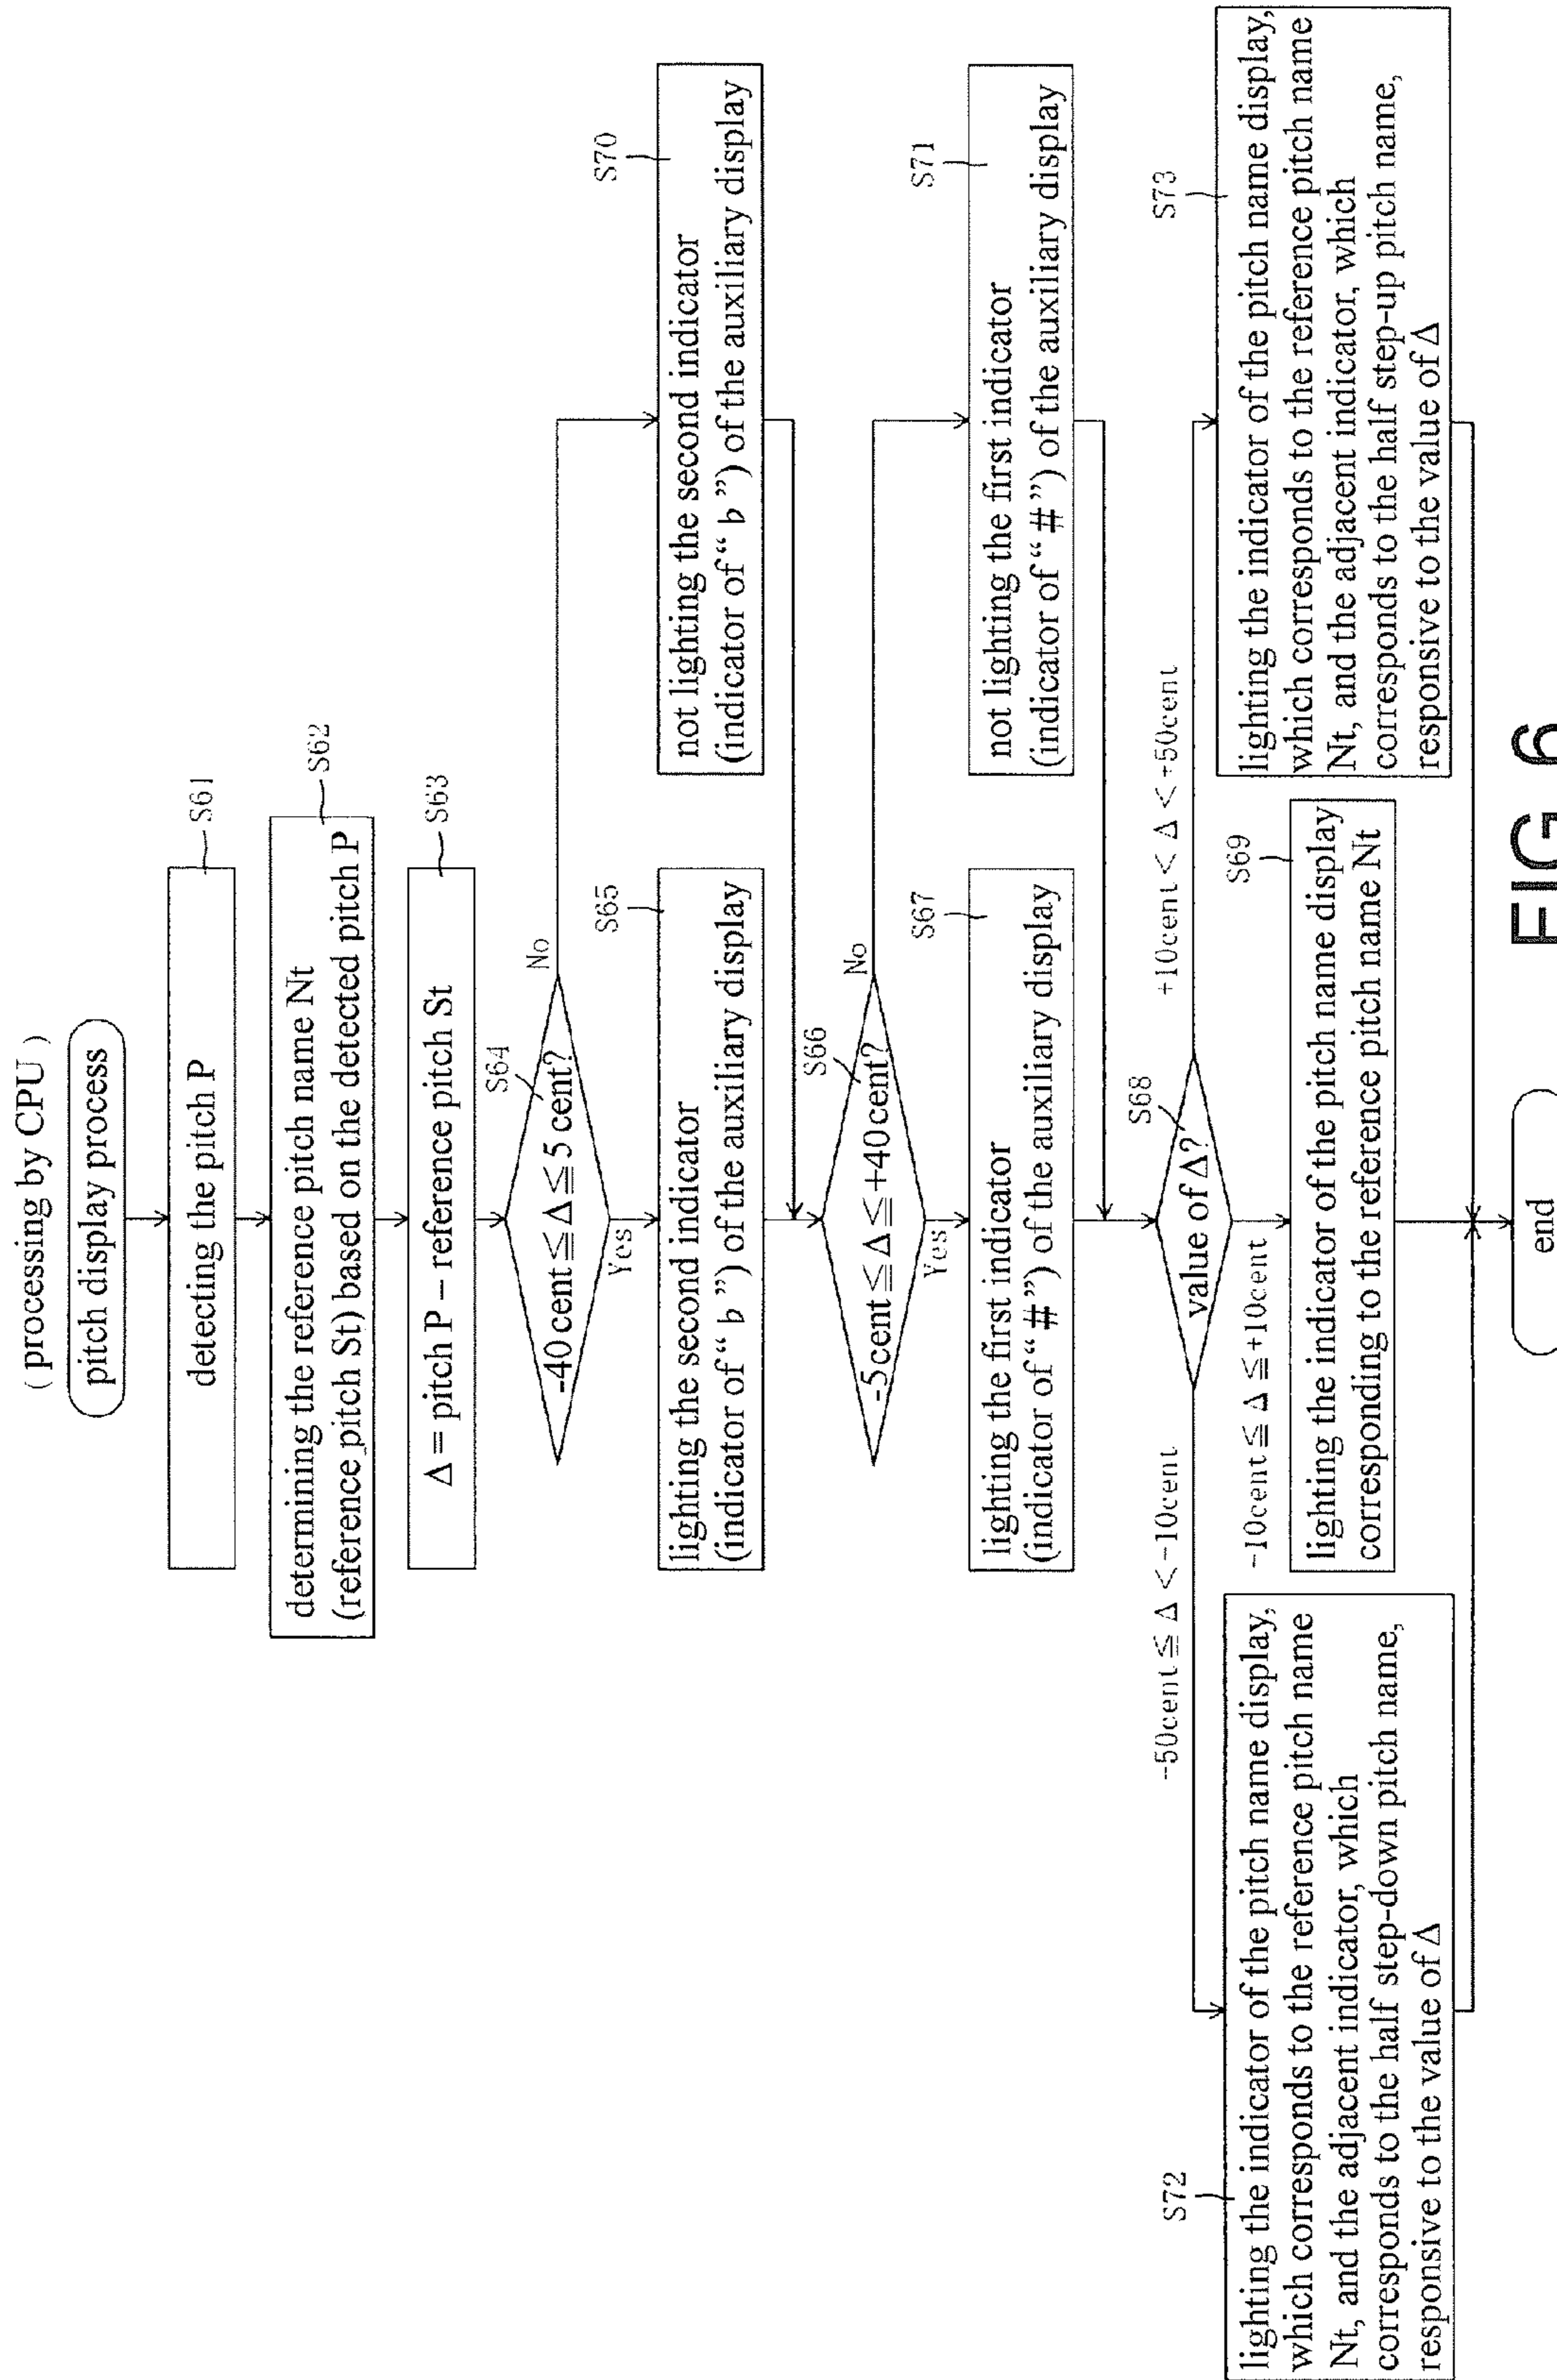 ( processing by CPU )
pitch display process
detecting the pitch P
S61
determining the reference pitch name Nt
(reference pitch St) based on the detected pitch P
S62
Δ = pitch P – reference pitch St
S63
S64
-40 cent ≦ Δ ≦ 5 cent?
No
Yes
S65
lighting the second indicator
(indicator of “ ♭ ”) of the auxiliary display
S70
not lighting the second indicator
(indicator of “ ♭ ”) of the auxiliary display
S66
-5cent ≦ Δ ≦ +40cent?
No
Yes
S67
lighting the first indicator
(indicator of “ # ”) of the auxiliary display
S71
not lighting the first indicator
(indicator of “ # ”) of the auxiliary display
S68
value of Δ?
-50cent ≦ Δ < -10cent
-10cent ≦ Δ ≦ +10cent
+10cent < Δ < +50cent
S72
lighting the indicator of the pitch name display,
which corresponds to the reference pitch name
Nt, and the adjacent indicator, which
corresponds to the half step-down pitch name,
responsive to the value of Δ
S69
lighting the indicator of the pitch name display
corresponding to the reference pitch name Nt
S73
lighting the indicator of the pitch name display,
which corresponds to the reference pitch name
Nt, and the adjacent indicator, which
corresponds to the half step-up pitch name,
responsive to the value of Δ
end
FIG 6